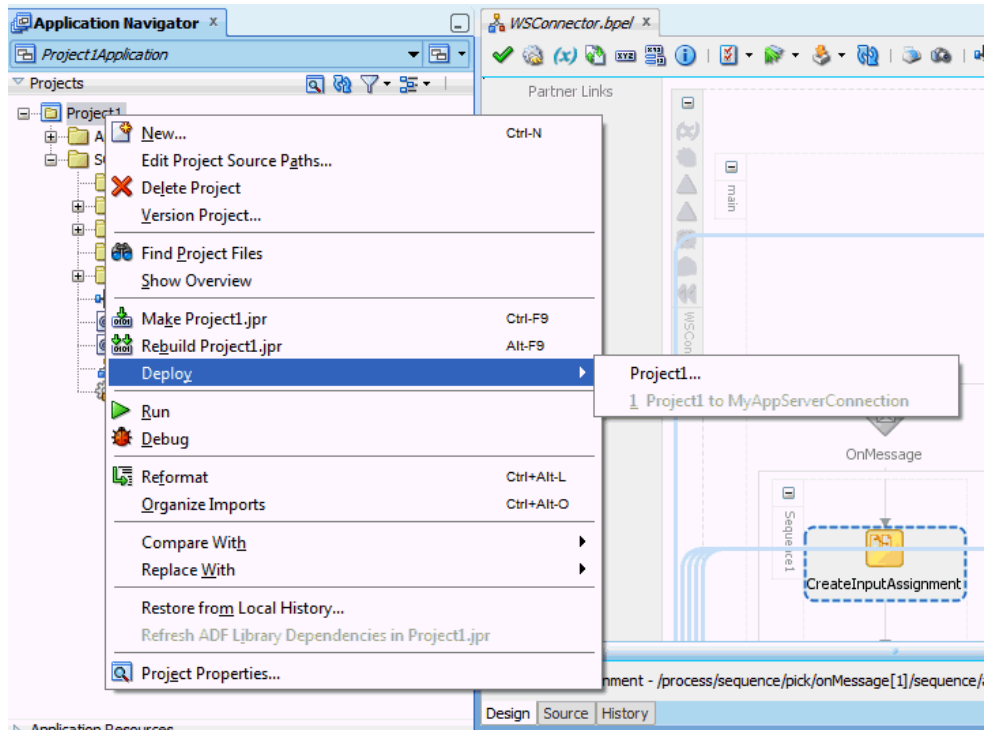 Application Navigator
WSConnector.bpel
Project1Application
(x)
XYZ
Projects
Partner Links
Project1
New... Ctrl-N
Edit Project Source Paths...
Delete Project
Version Project...
main
Find Project Files
Show Overview
Make Project1.jpr Ctrl-F9
Rebuild Project1.jpr Alt-F9
WSCon
Deploy
Project1...
1 Project1 to MyAppServerConnection
Run
Debug
OnMessage
Reformat Ctrl+Alt-L
Organize Imports Ctrl+Alt-O
Sequence1
Compare With
Replace With
CreateInputAssignment
Restore from Local History...
Refresh ADF Library Dependencies in Project1.jpr
Project Properties...
nment - /process/sequence/pick/onMessage[1]/sequence/
Design Source History
Application Resources